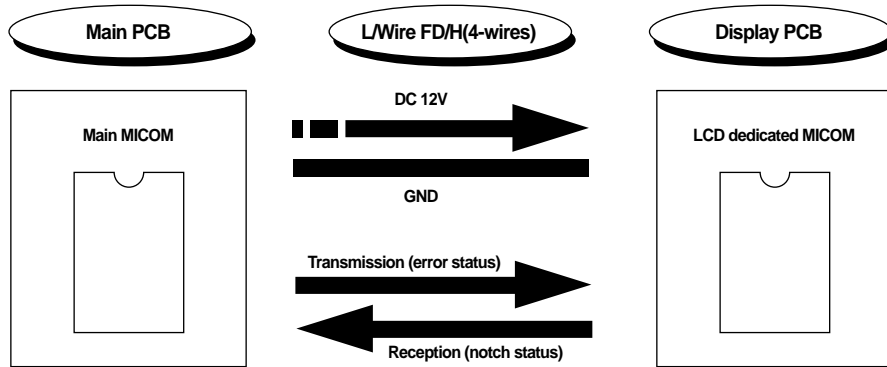 Main PCB
L/Wire FD/H(4-wires)
Display PCB
DC 12V
Main MICOM
LCD dedicated MICOM
GND
Transmission (error status)
Reception (notch status)